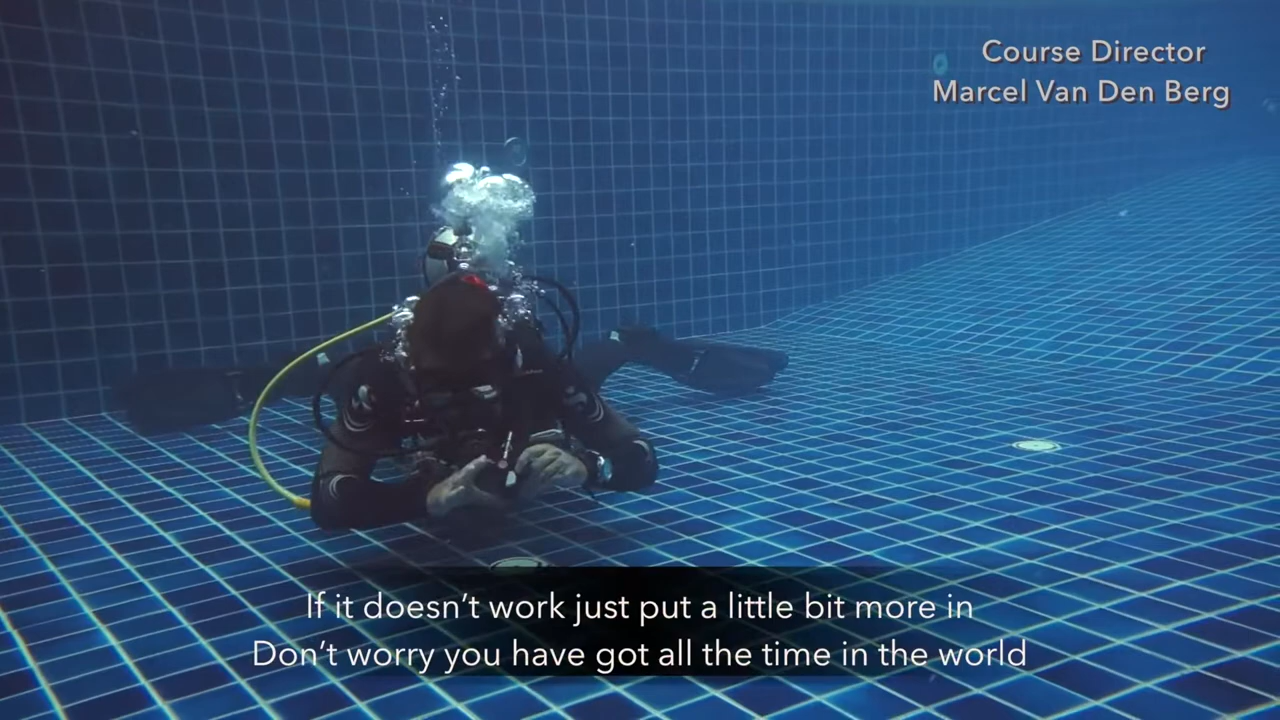 Course Director
Marcel Van Den Berg
If it doesn't work just put a little bit more in
Don't worry you have got all the time in the world